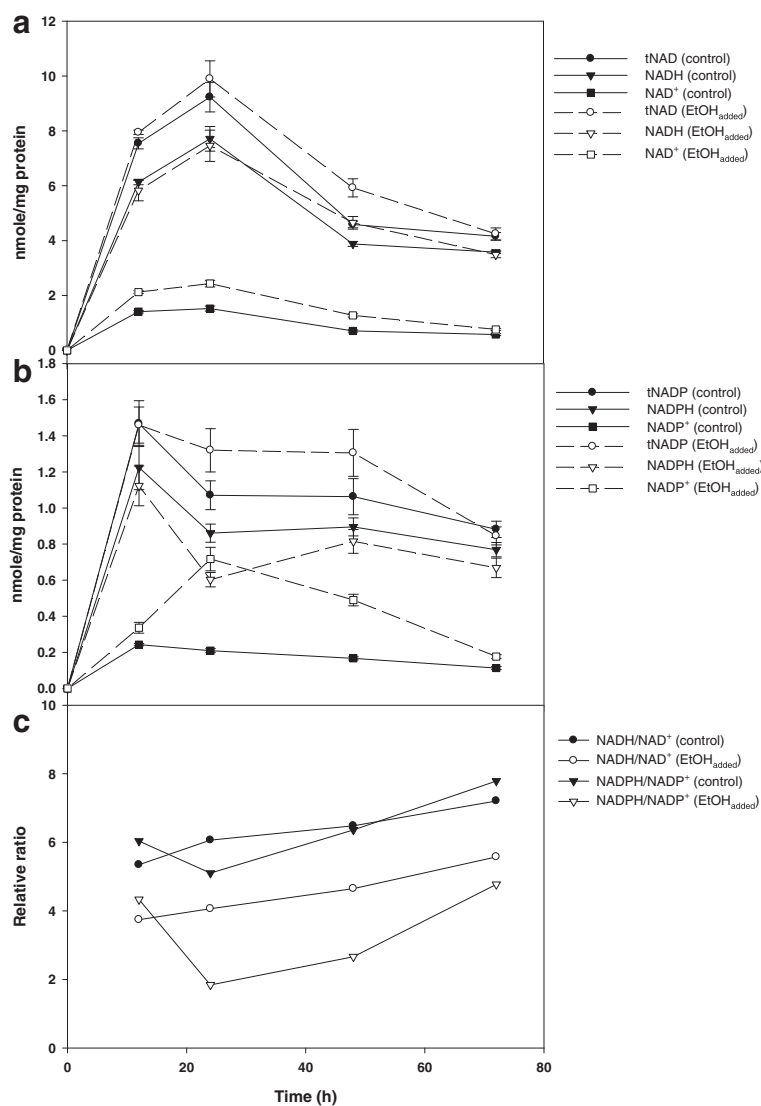 a
12
10
8
6
4
2
0
nmole/mg protein
tNAD (control)
NADH (control)
NAD⁺ (control)
tNAD (EtOHadded)
NADH (EtOHadded)
NAD⁺ (EtOHadded)
b
1.8
1.6
1.4
1.2
1.0
0.8
0.6
0.4
0.2
0.0
nmole/mg protein
tNADP (control)
NADPH (control)
NADP⁺ (control)
tNADP (EtOHadded)
NADPH (EtOHadded)
NADP⁺ (EtOHadded)
c
10
8
6
4
2
0
Relative ratio
NADH/NAD⁺ (control)
NADH/NAD⁺ (EtOHadded)
NADPH/NADP⁺ (control)
NADPH/NADP⁺ (EtOHadded)
0 20 40 60 80
Time (h)